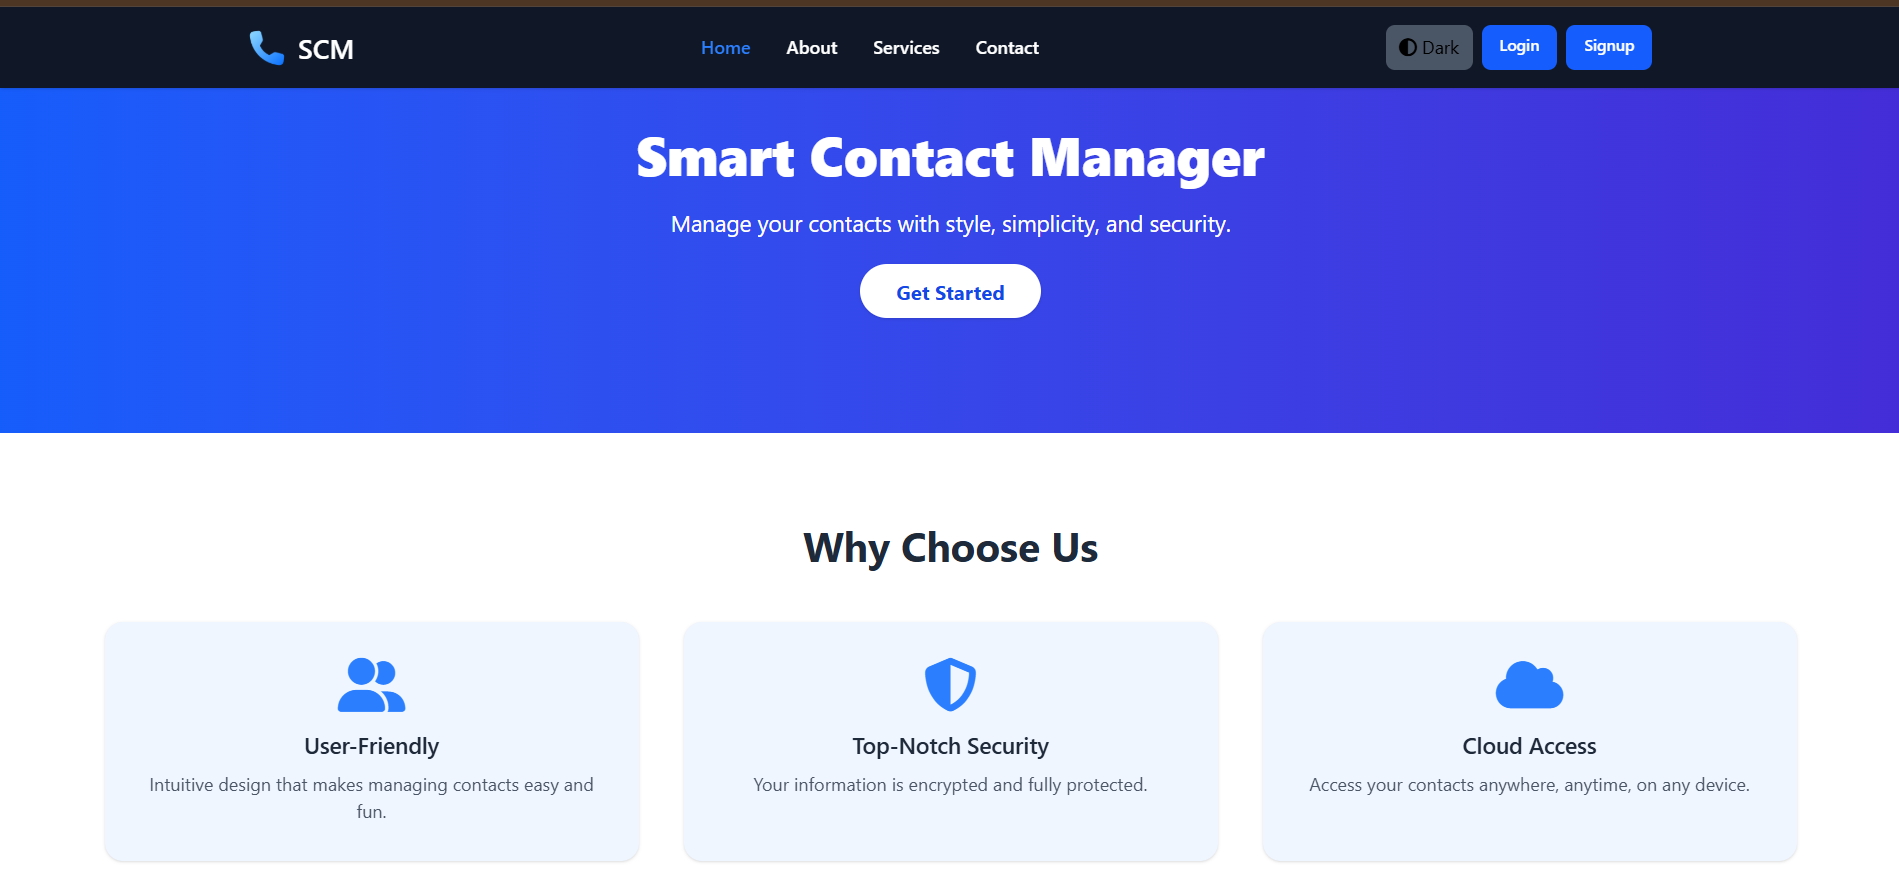 SCM
Home About Services Contact
Dark Login Signup
Smart Contact Manager
Manage your contacts with style, simplicity, and security.
Get Started
Why Choose Us
User-Friendly
Intuitive design that makes managing contacts easy and
fun.
Top-Notch Security
Your information is encrypted and fully protected.
Cloud Access
Access your contacts anywhere, anytime, on any device.